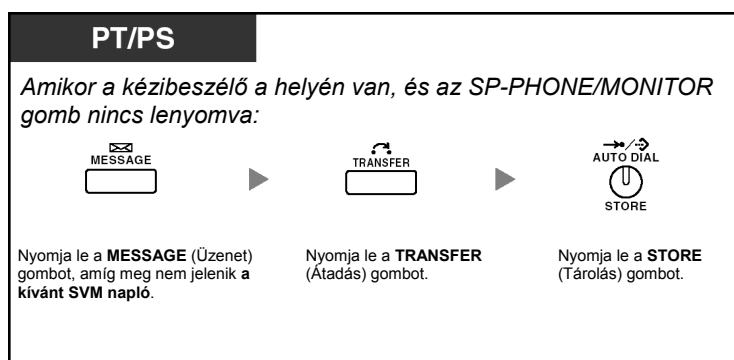 PT/PS
Amikor a kézibeszélő a helyén van, és az SP-PHONE/MONITOR
gomb nincs lenyomva:
MESSAGE
TRANSFER
AUTO DIAL
STORE
Nyomja le a MESSAGE (Üzenet)
gombot, amíg meg nem jelenik a
kívánt SVM napló.
Nyomja le a TRANSFER
(Átadás) gombot.
Nyomja le a STORE
(Tárolás) gombot.